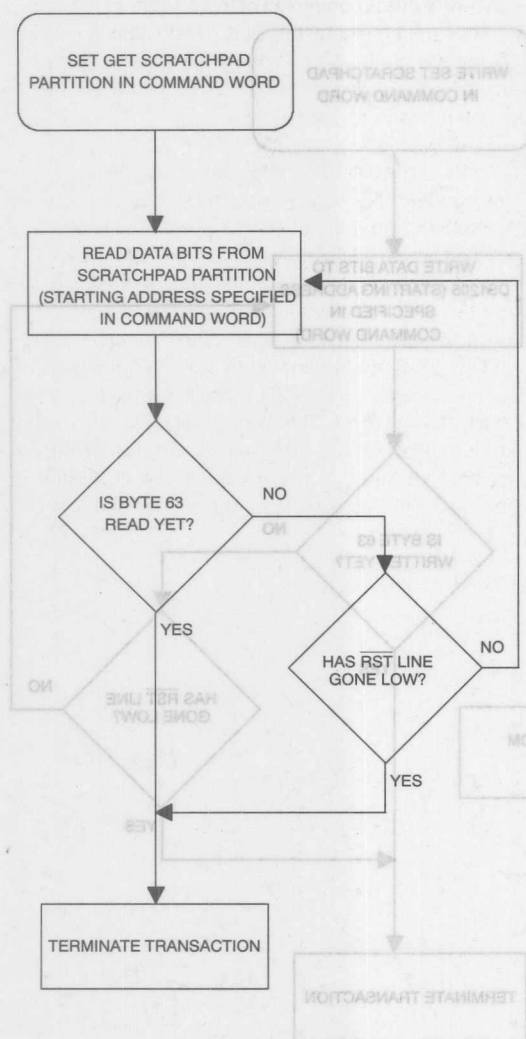 SET GET SCRATCHPAD
PARTITION IN COMMAND WORD
READ DATA BITS FROM
SCRATCHPAD PARTITION
(STARTING ADDRESS SPECIFIED
IN COMMAND WORD)
IS BYTE 63
READ YET?
NO
YES
HAS R̅S̅T̅ LINE
GONE LOW?
NO
YES
TERMINATE TRANSACTION